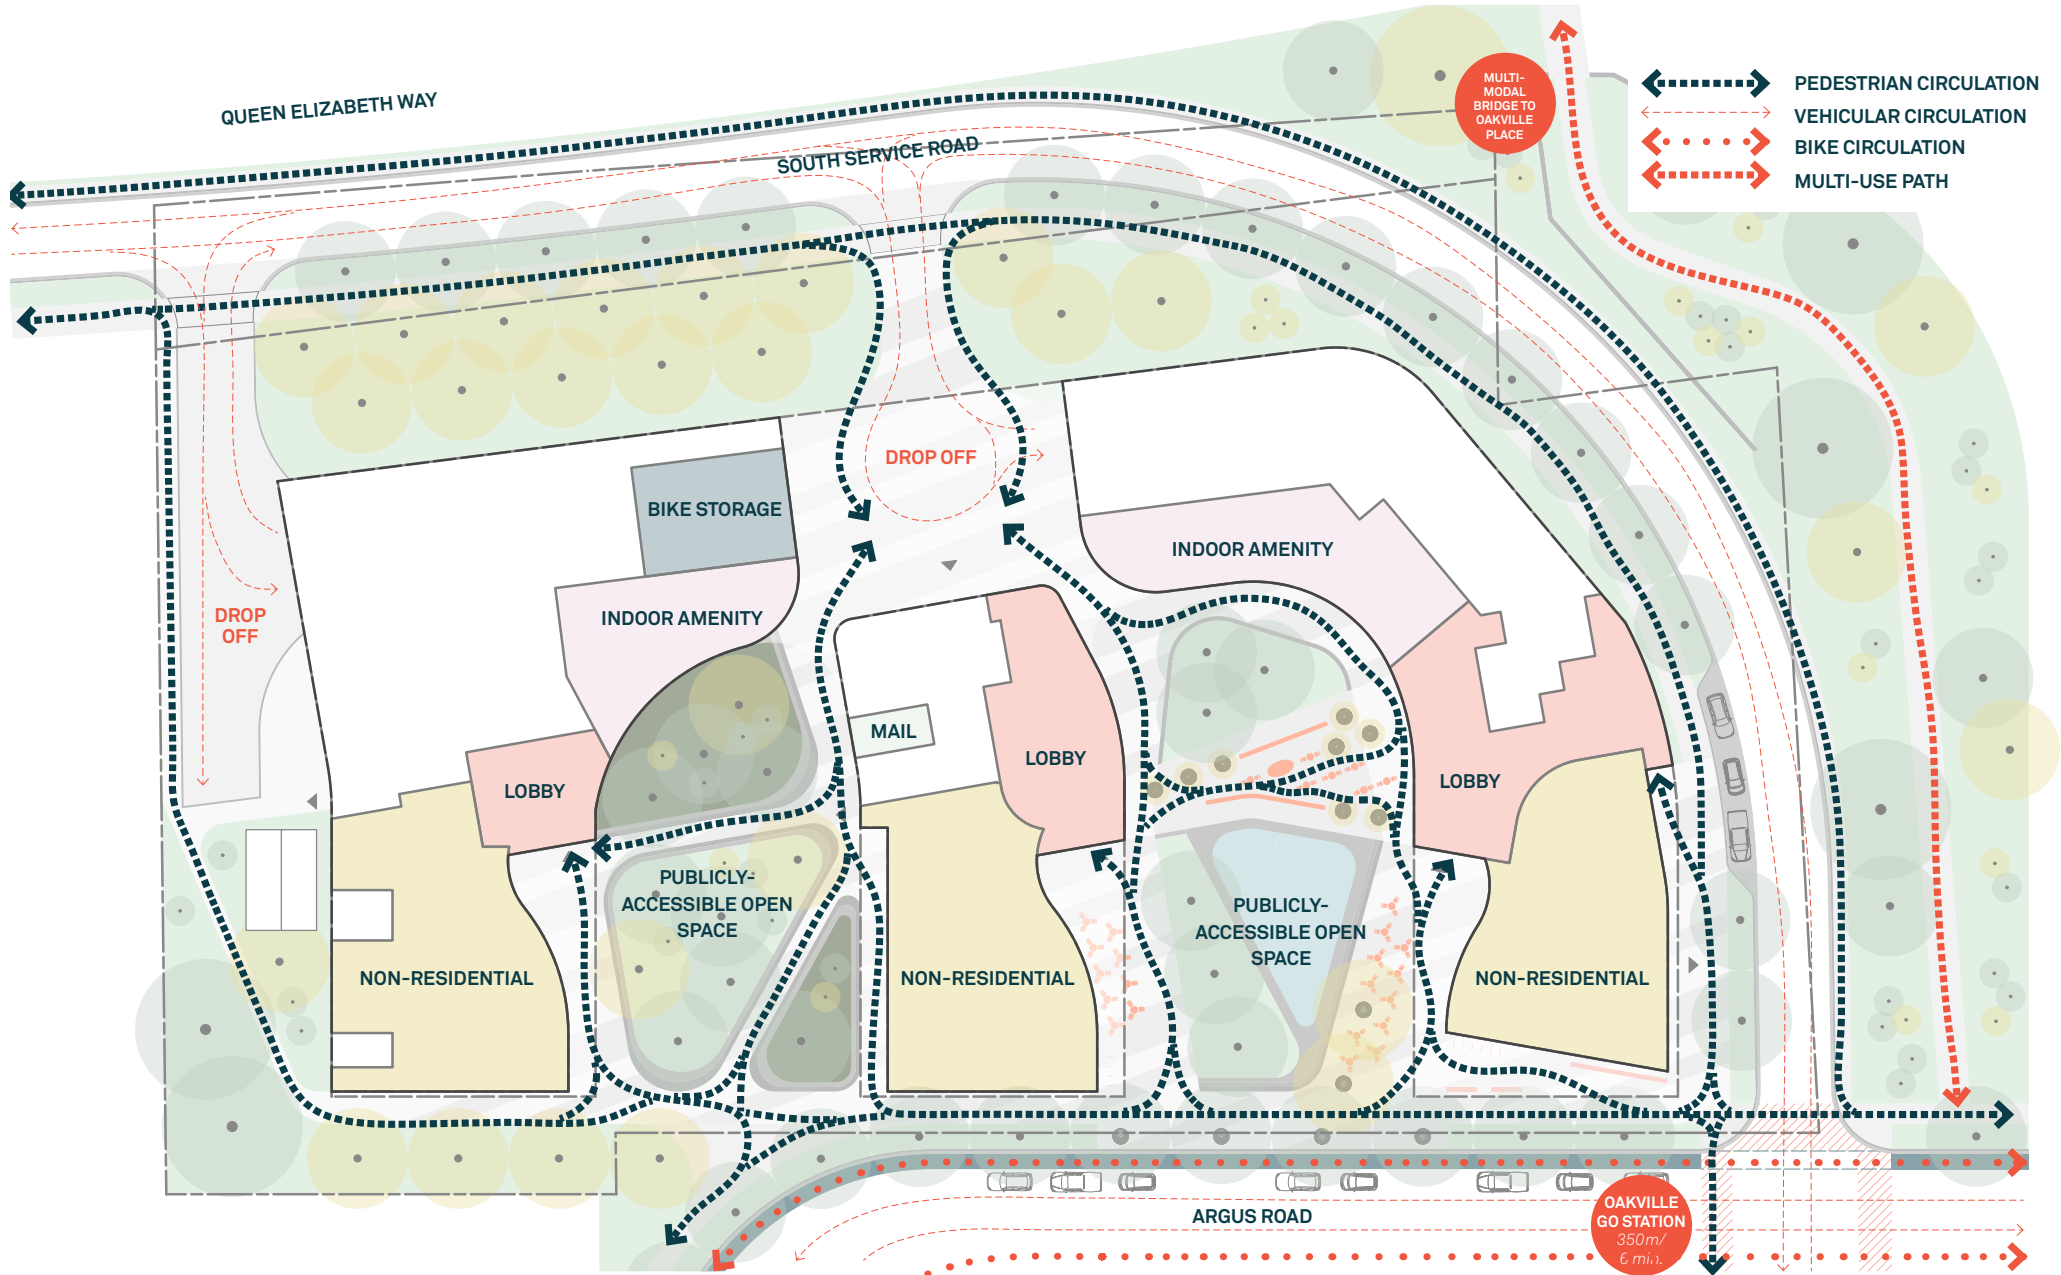 QUEEN ELIZABETH WAY
SOUTH SERVICE ROAD
MULTI-
MODAL
BRIDGE TO
OAKVILLE
PLACE
PEDESTRIAN CIRCULATION
VEHICULAR CIRCULATION
BIKE CIRCULATION
MULTI-USE PATH
DROP OFF
BIKE STORAGE
INDOOR AMENITY
INDOOR AMENITY
DROP
OFF
MAIL
LOBBY
LOBBY
LOBBY
PUBLICLY-
ACCESSIBLE OPEN
SPACE
PUBLICLY-
ACCESSIBLE OPEN
SPACE
NON-RESIDENTIAL
NON-RESIDENTIAL
NON-RESIDENTIAL
ARGUS ROAD
OAKVILLE
GO STATION
350m/
6 min.